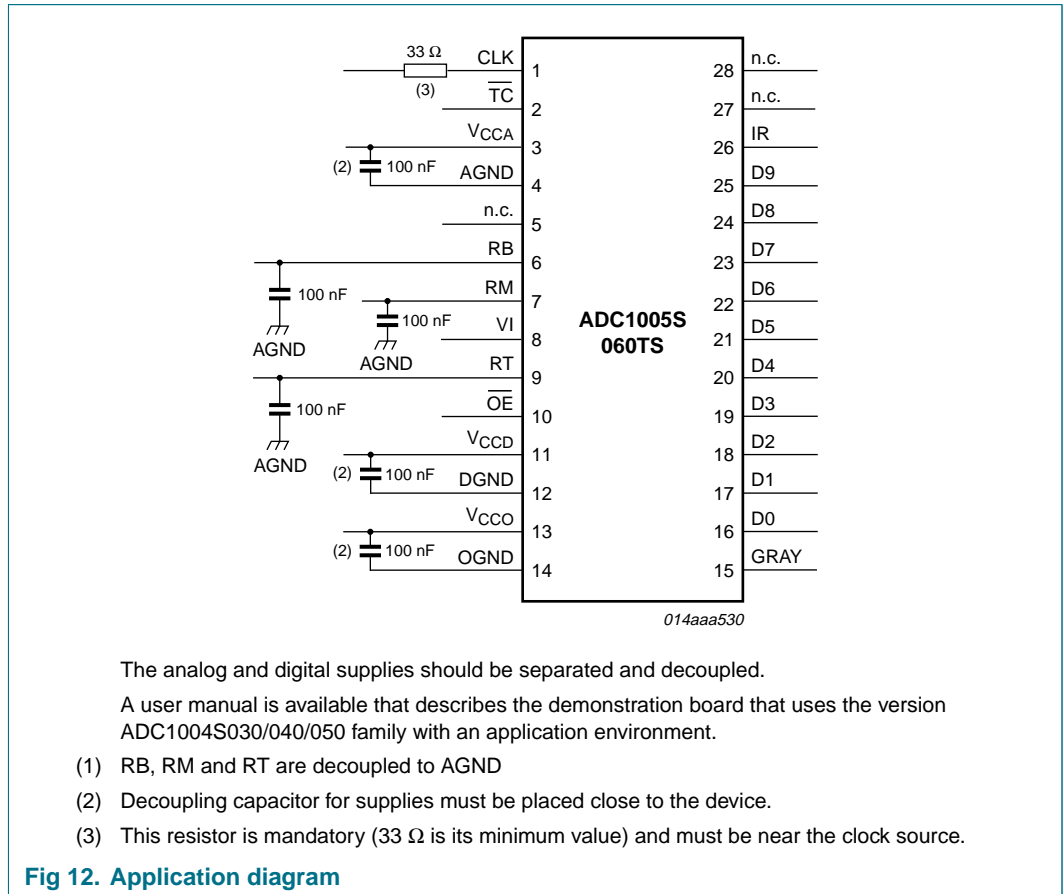 33 Ω CLK 1 28 n.c.
(3) TC 2 27 n.c.
VCCA 3 26 IR
(2) 100 nF AGND 4 25 D9
n.c. 5 24 D8
RB 6 23 D7
100 nF RM 7 22 D6
100 nF VI 8 ADC1005S 21 D5
060TS
AGND AGND RT 9 20 D4
100 nF OE 10 19 D3
VCCD 11 18 D2
AGND (2) 100 nF DGND 12 17 D1
VCCO 13 16 D0
(2) 100 nF OGND 14 15 GRAY
014aaa530
The analog and digital supplies should be separated and decoupled.
A user manual is available that describes the demonstration board that uses the version
ADC1004S030/040/050 family with an application environment.
(1) RB, RM and RT are decoupled to AGND
(2) Decoupling capacitor for supplies must be placed close to the device.
(3) This resistor is mandatory (33 Ω is its minimum value) and must be near the clock source.
Fig 12. Application diagram